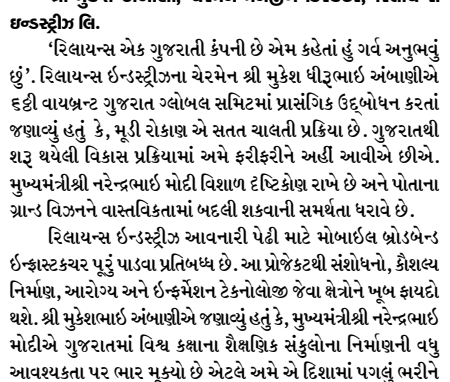 ઇન્ડસ્ટ્રીઝ લિ.
‘રિલાયન્સ એક ગુજરાતી કંપની છે એમ કહેતાં હું ગર્વ અનુભવું
છું’. રિલાયન્સ ઇન્ડસ્ટ્રીઝના ચેરમેન શ્રી મુકેશ ધીરૂભાઇ અંબાણીએ
૬ઠ્ઠી વાયબ્રન્ટ ગુજરાત ગ્લોબલ સમિટમાં પ્રાસંગિક ઉદ્‌બોધન કરતાં
જણાવ્યું હતું કે, મૂડી રોકાણ એ સતત ચાલતી પ્રક્રિયા છે. ગુજરાતથી
શરૂ થયેલી વિકાસ પ્રક્રિયામાં અમે ફરીફરીને અહીં આવીએ છીએ.
મુખ્યમંત્રીશ્રી નરેન્દ્રભાઇ મોદી વિશાળ દૃષ્ટિકોણ રાખે છે અને પોતાના
ગ્રાન્ડ વિઝનને વાસ્તવિકતામાં બદલી શકવાની સમર્થતા ધરાવે છે.
રિલાયન્સ ઇન્ડસ્ટ્રીઝ આવનારી પેઢી માટે મોબાઇલ બ્રોડબેન્ડ
ઇન્ફ્રાસ્ટકચર પૂરું પાડવા પ્રતિબધ્ધ છે. આ પ્રોજેકટથી સંશોધનો, કૌશલ્ય
નિર્માણ, આરોગ્ય અને ઇન્ફર્મેશન ટેકનોલોજી જેવા ક્ષેત્રોને ખૂબ ફાયદો
થશે. શ્રી મુકેશભાઇ અંબાણીએ જણાવ્યું હતું કે, મુખ્યમંત્રીશ્રી નરેન્દ્રભાઇ
મોદીએ ગુજરાતમાં વિશ્વ કક્ષાના શૈક્ષણિક સંકુલોના નિર્માણની વધુ
આવશ્યકતા પર ભાર મૂક્યો છે એટલે અમે એ દિશામાં પગલું ભરીને